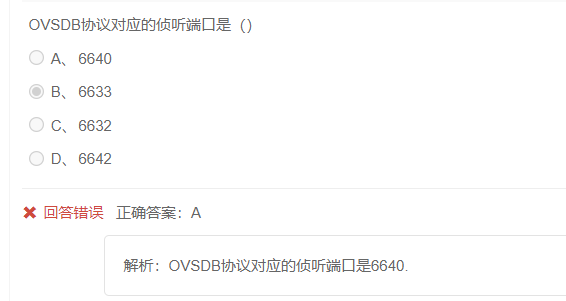 OVSDB协议对应的侦听端口是（）
A、 6640
B、 6633
C、 6632
D、 6642
回答错误 正确答案：A
解析：OVSDB协议对应的侦听端口是6640.